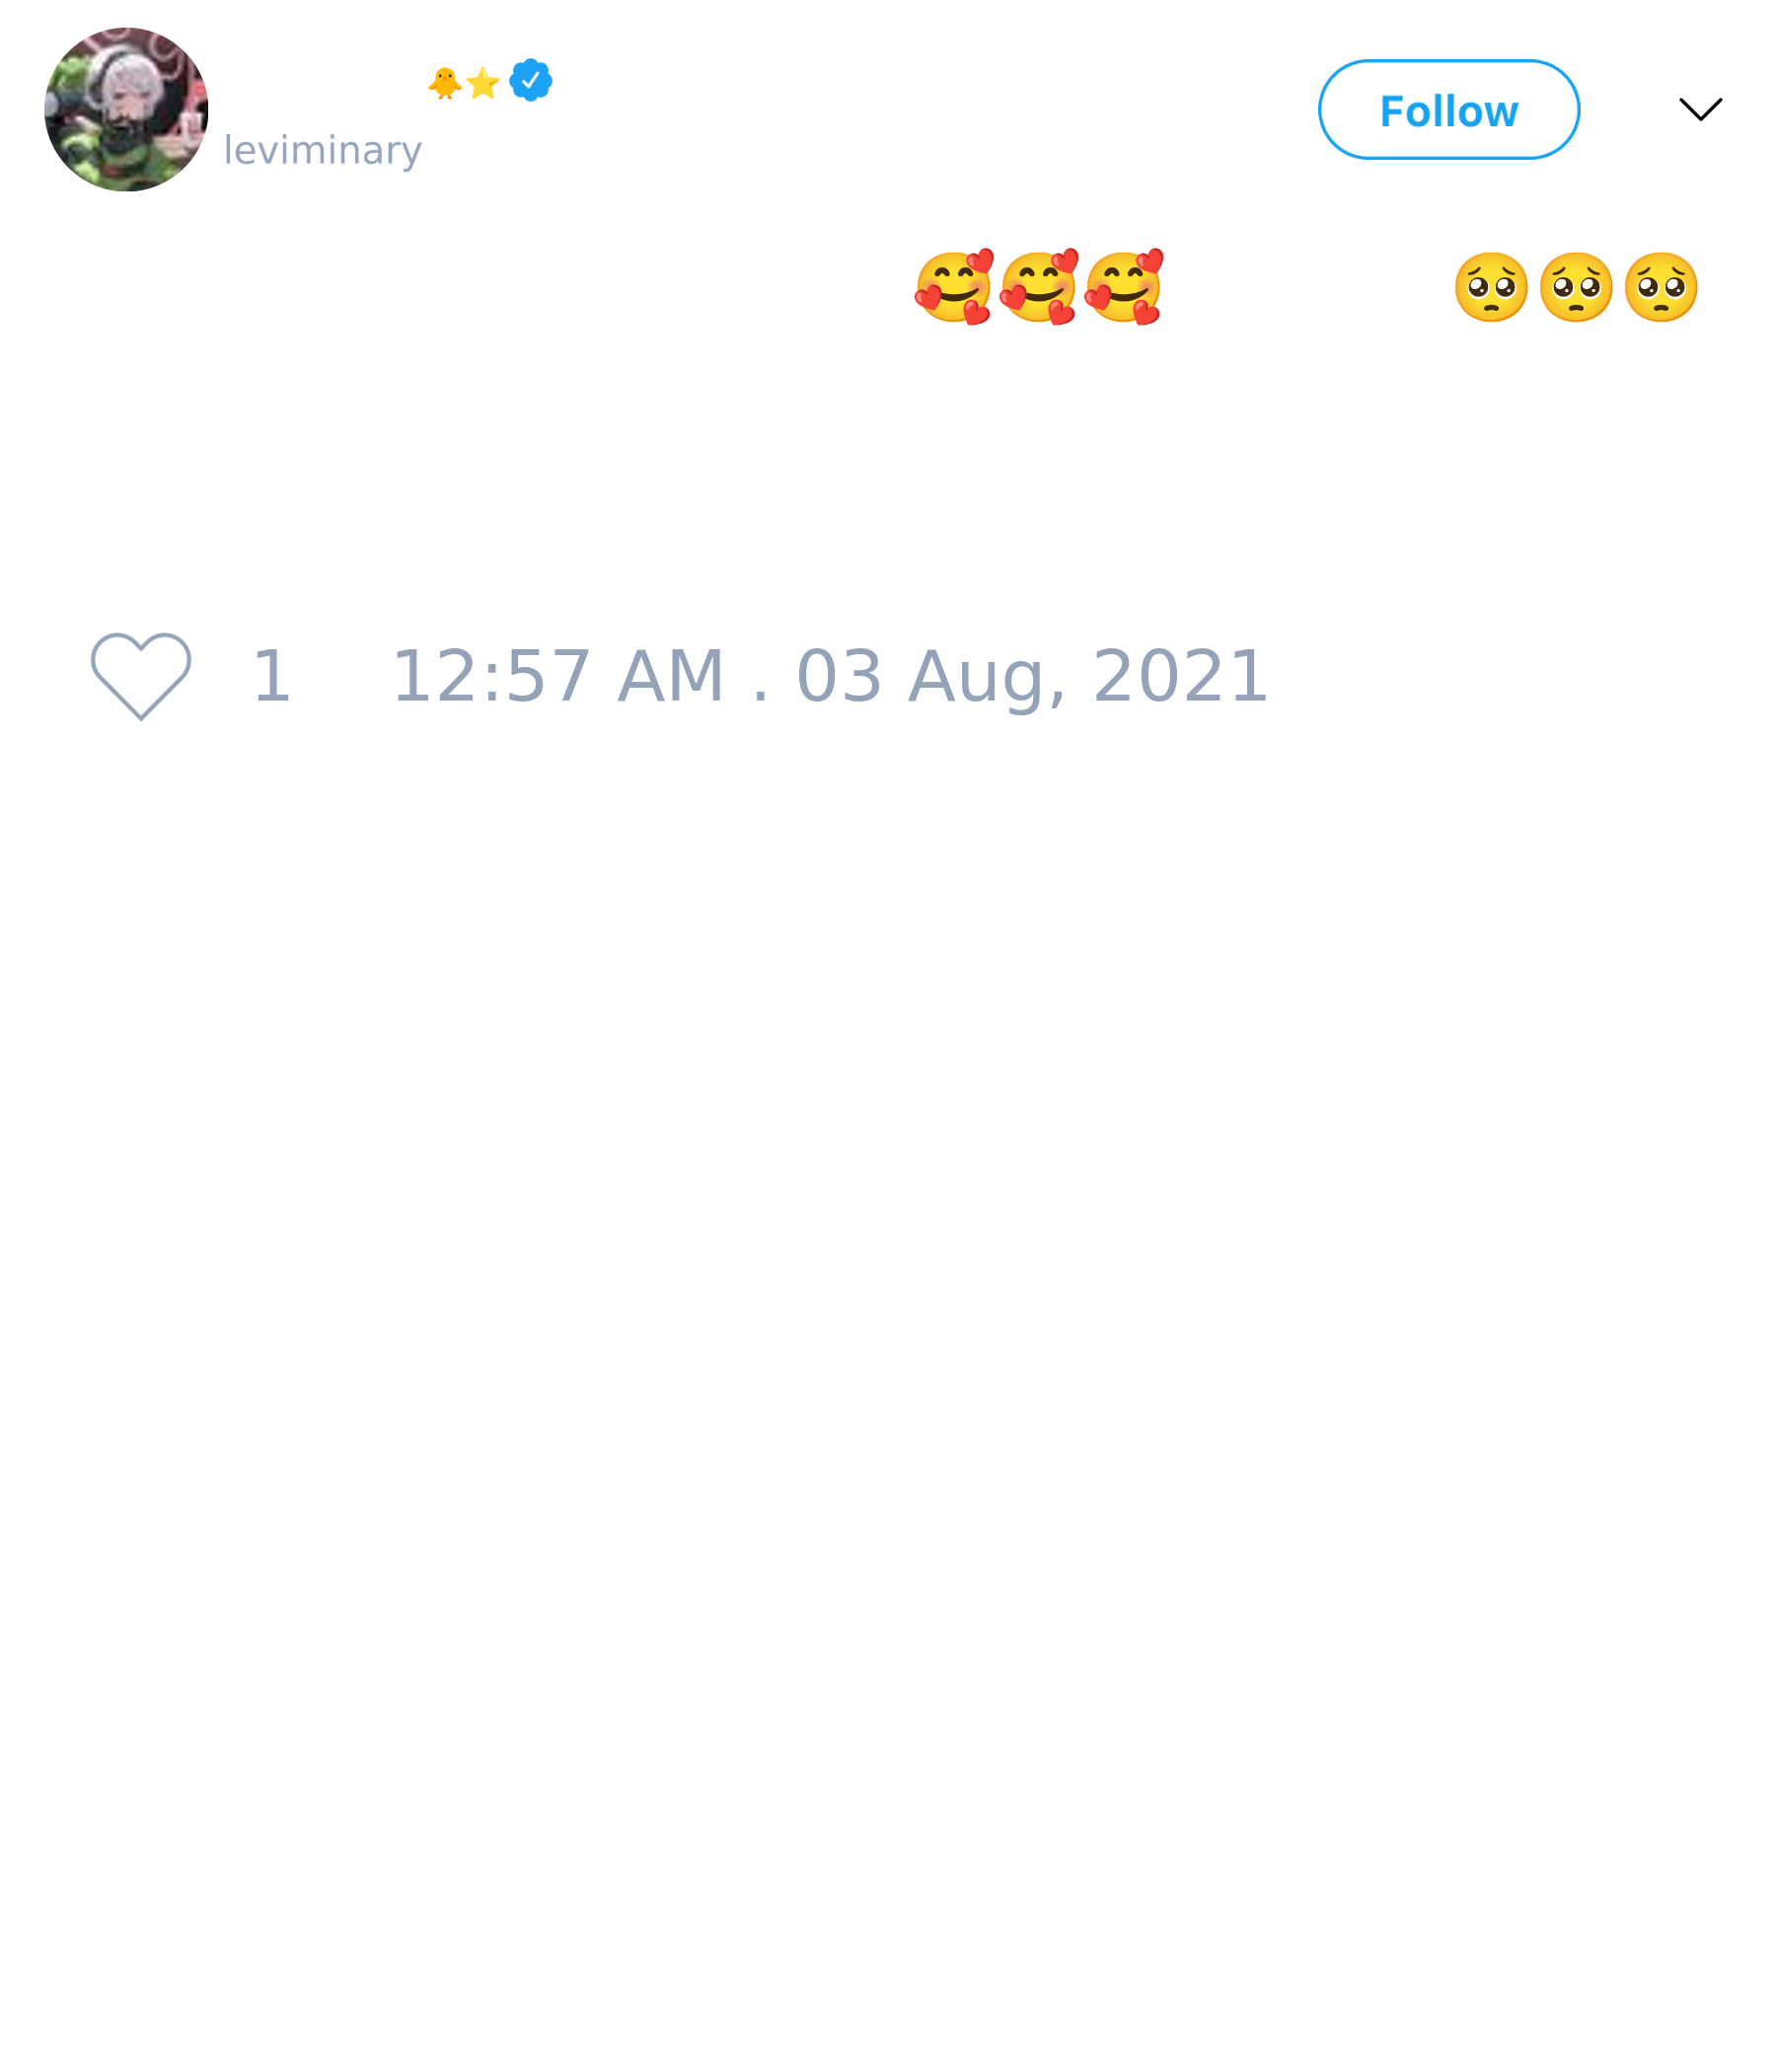 🐥⭐
Follow
leviminary
🥰🥰🥰 🥺🥺🥺
1 12:57 AM . 03 Aug, 2021